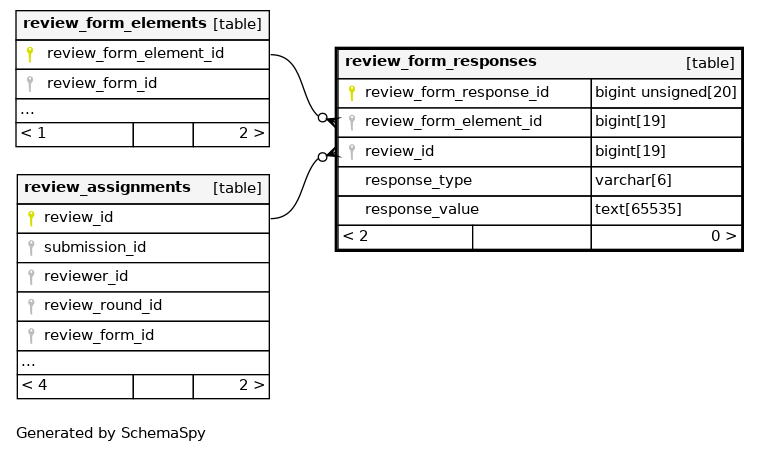 review_form_elements [table]
review_form_element_id
review_form_id
...
< 1 2 >
review_form_responses [table]
review_form_response_id bigint unsigned[20]
review_form_element_id bigint[19]
review_id bigint[19]
response_type varchar[6]
response_value text[65535]
< 2 0 >
review_assignments [table]
review_id
submission_id
reviewer_id
review_round_id
review_form_id
...
< 4 2 >
Generated by SchemaSpy